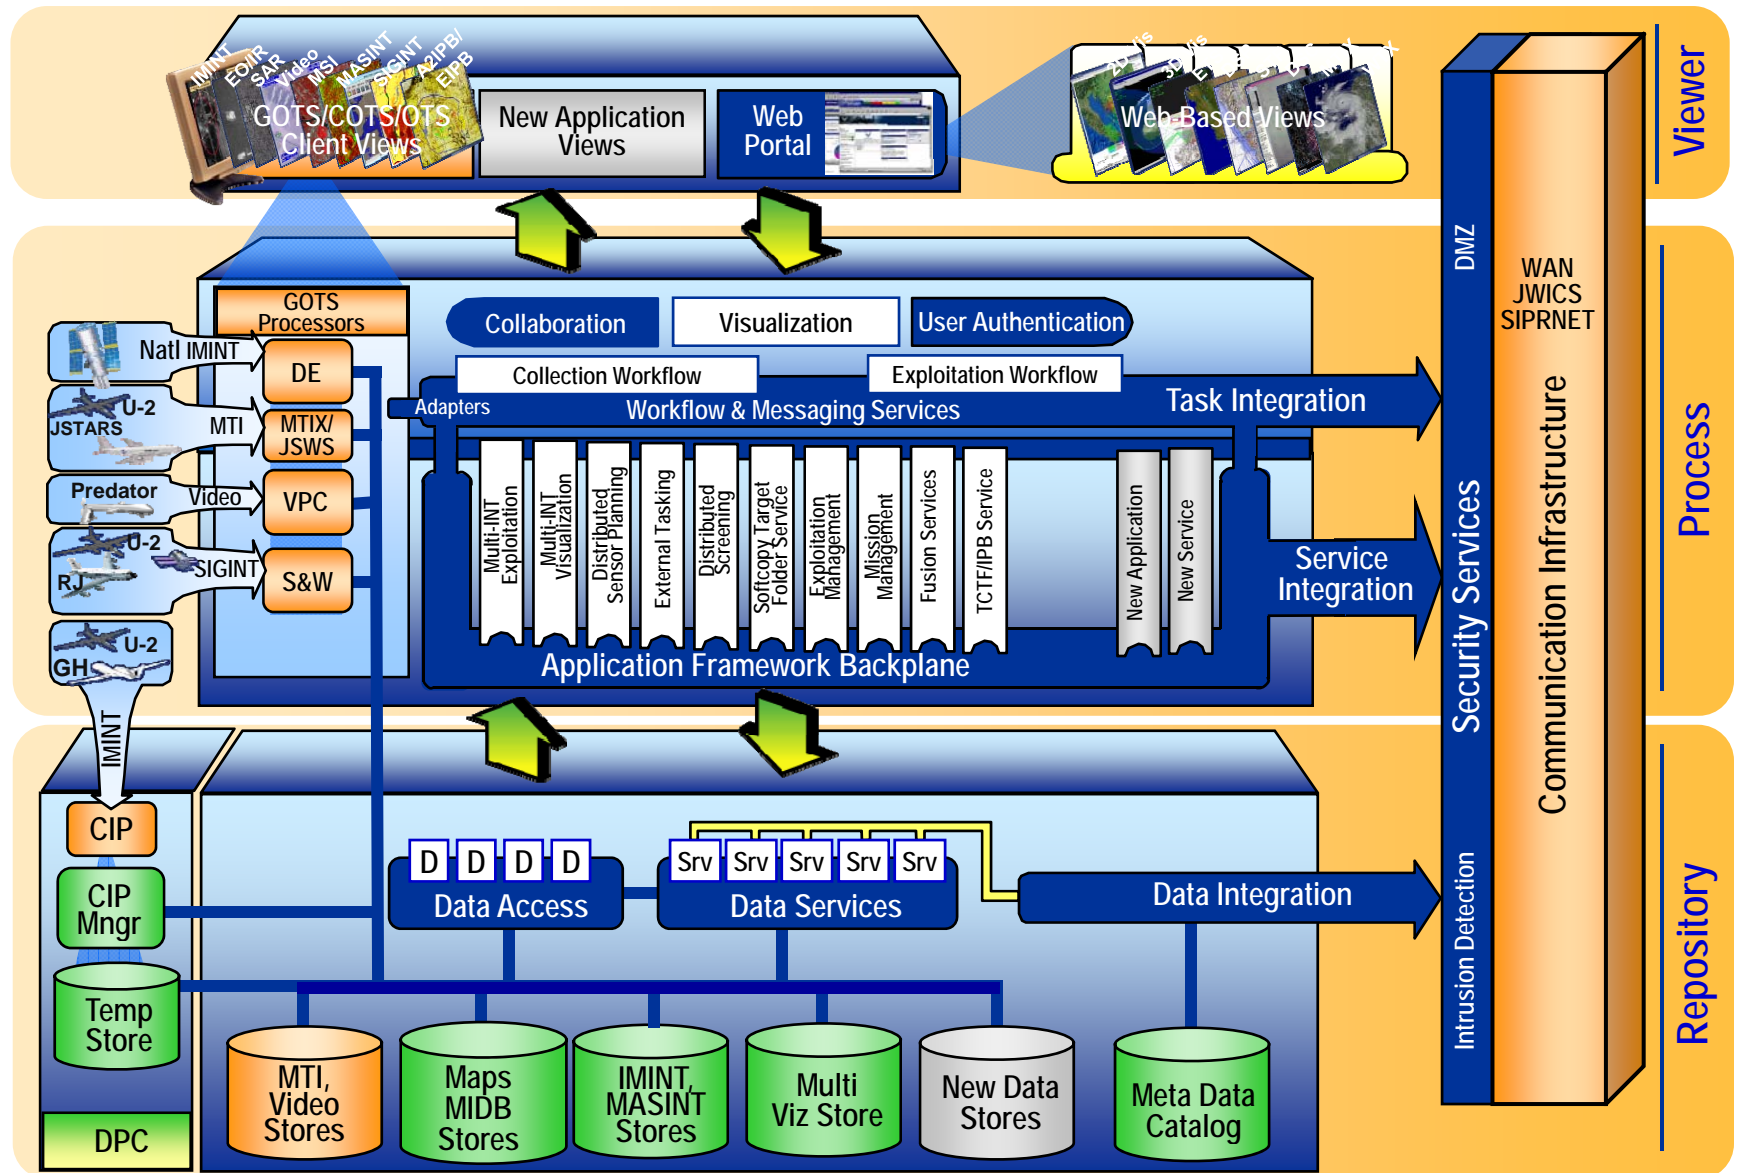 IMINT
EO/IR
SAR
Video
MSI
MASINT
SIGINT
A2IPB/
EIPB
GOTS/COTS/OTS
Client Views
New Application
Views
Web
Portal
2D Vis
Web-Based Views
Viewer
GOTS
Processors
DE
MTIX/
JSWS
VPC
S&W
Natl IMINT
U-2
JSTARS
MTI
Predator
Video
U-2
RJ
SIGINT
U-2
GH
IMINT
Collaboration
Visualization
User Authentication
Collection Workflow
Exploitation Workflow
Adapters
Workflow & Messaging Services
Task Integration
Multi-INT
Exploitation
Multi-INT
Visualization
Distributed
Sensor Planning
External Tasking
Distributed
Screening
Softcopy Target
Folder Service
Exploitation
Management
Mission
Management
Fusion Services
TCTF/IPB Service
New Application
New Service
Service
Integration
Application Framework Backplane
Process
DMZ
Security Services
Intrusion Detection
WAN
JWICS
SIPRNET
Communication Infrastructure
CIP
CIP
Mngr
Temp
Store
DPC
D D D D
Data Access
Srv Srv Srv Srv Srv
Data Services
Data Integration
MTI,
Video
Stores
Maps
MIDB
Stores
IMINT,
MASINT
Stores
Multi
Viz Store
New Data
Stores
Meta Data
Catalog
Repository